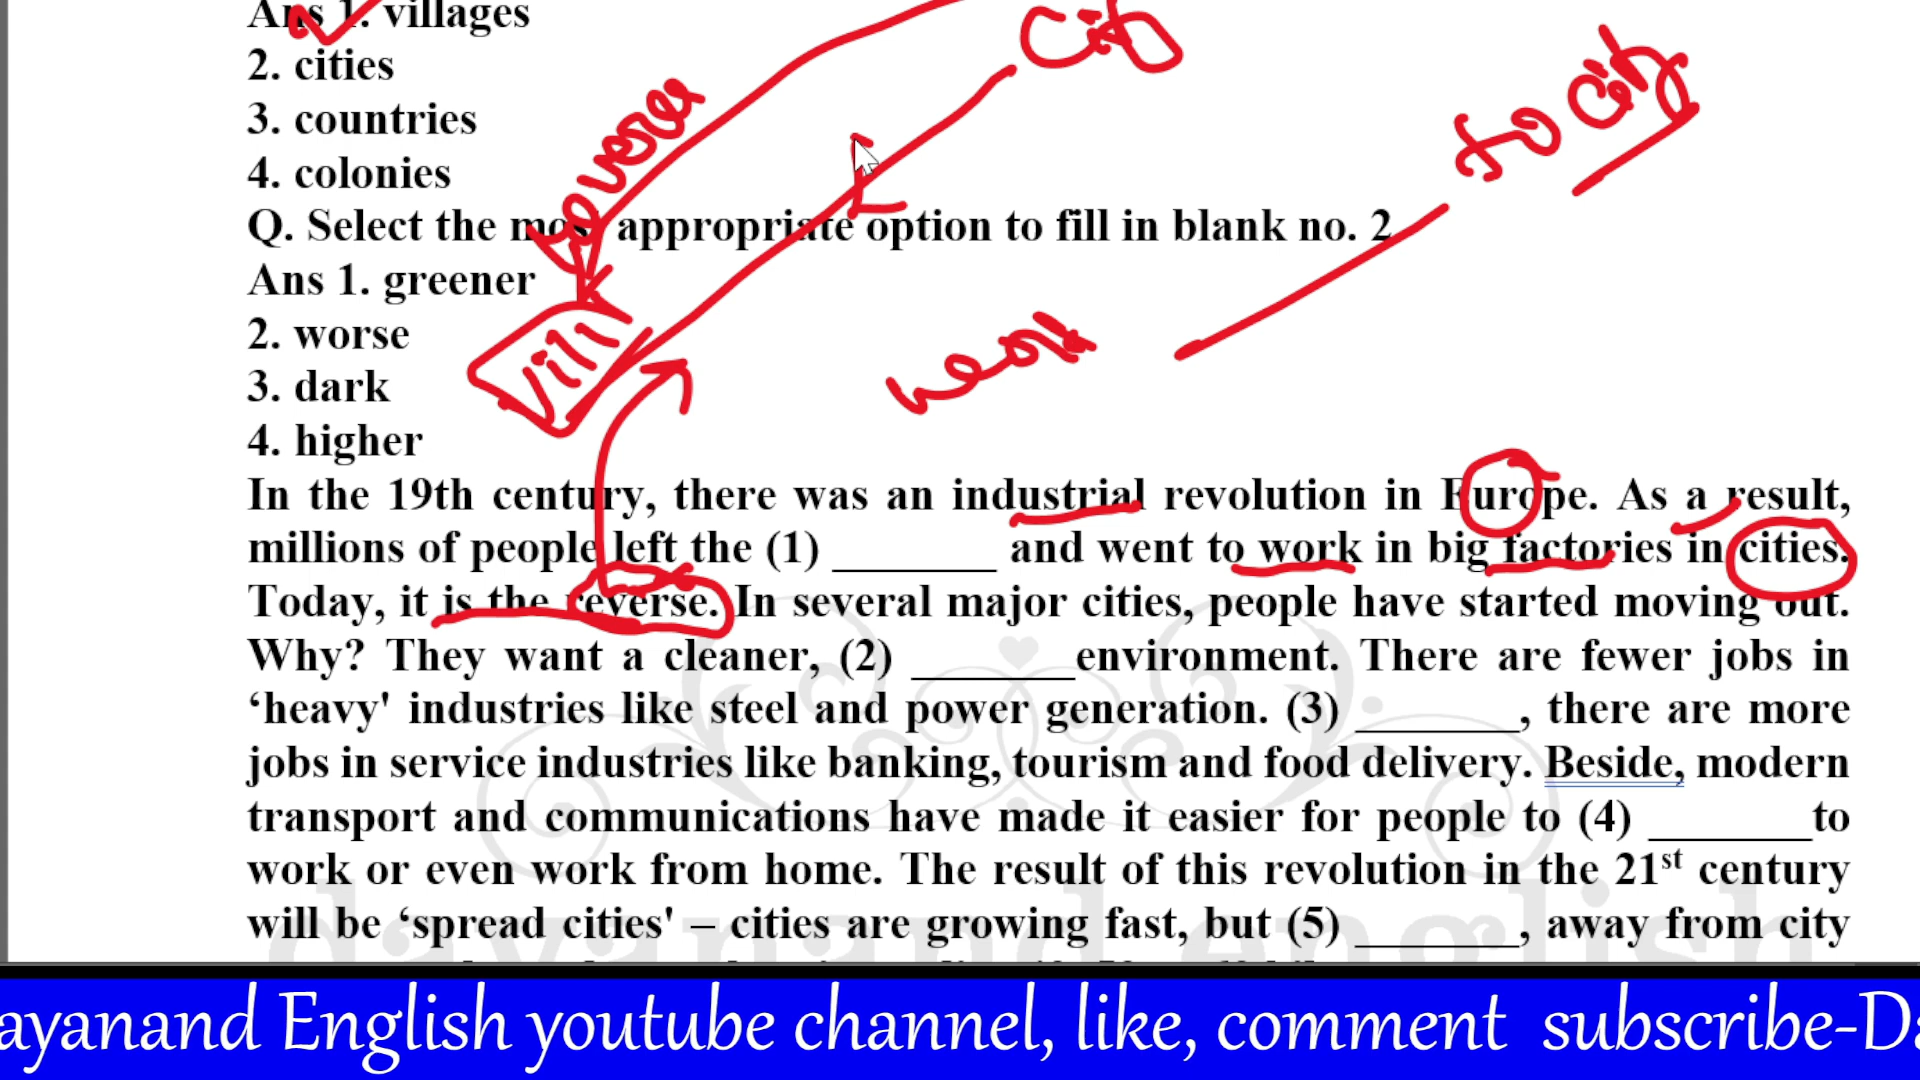 Ans 1. villages
2. cities
3. countries
4. colonies
Q. Select the most appropriate option to fill in blank no. 2
Ans 1. greener
2. worse
3. dark
4. higher
In the 19th century, there was an industrial revolution in Europe. As a result,
millions of people left the (1) _______ and went to work in big factories in cities.
Today, it is the reverse. In several major cities, people have started moving out.
Why? They want a cleaner, (2) _______environment. There are fewer jobs in
‘heavy' industries like steel and power generation. (3) _______, there are more
jobs in service industries like banking, tourism and food delivery. Beside, modern
transport and communications have made it easier for people to (4) _______to
work or even work from home. The result of this revolution in the 21st century
will be ‘spread cities' – cities are growing fast, but (5) _______, away from city
City
to city
Vill
dayanand english
ayanand English youtube channel, like, comment subscribe-Da